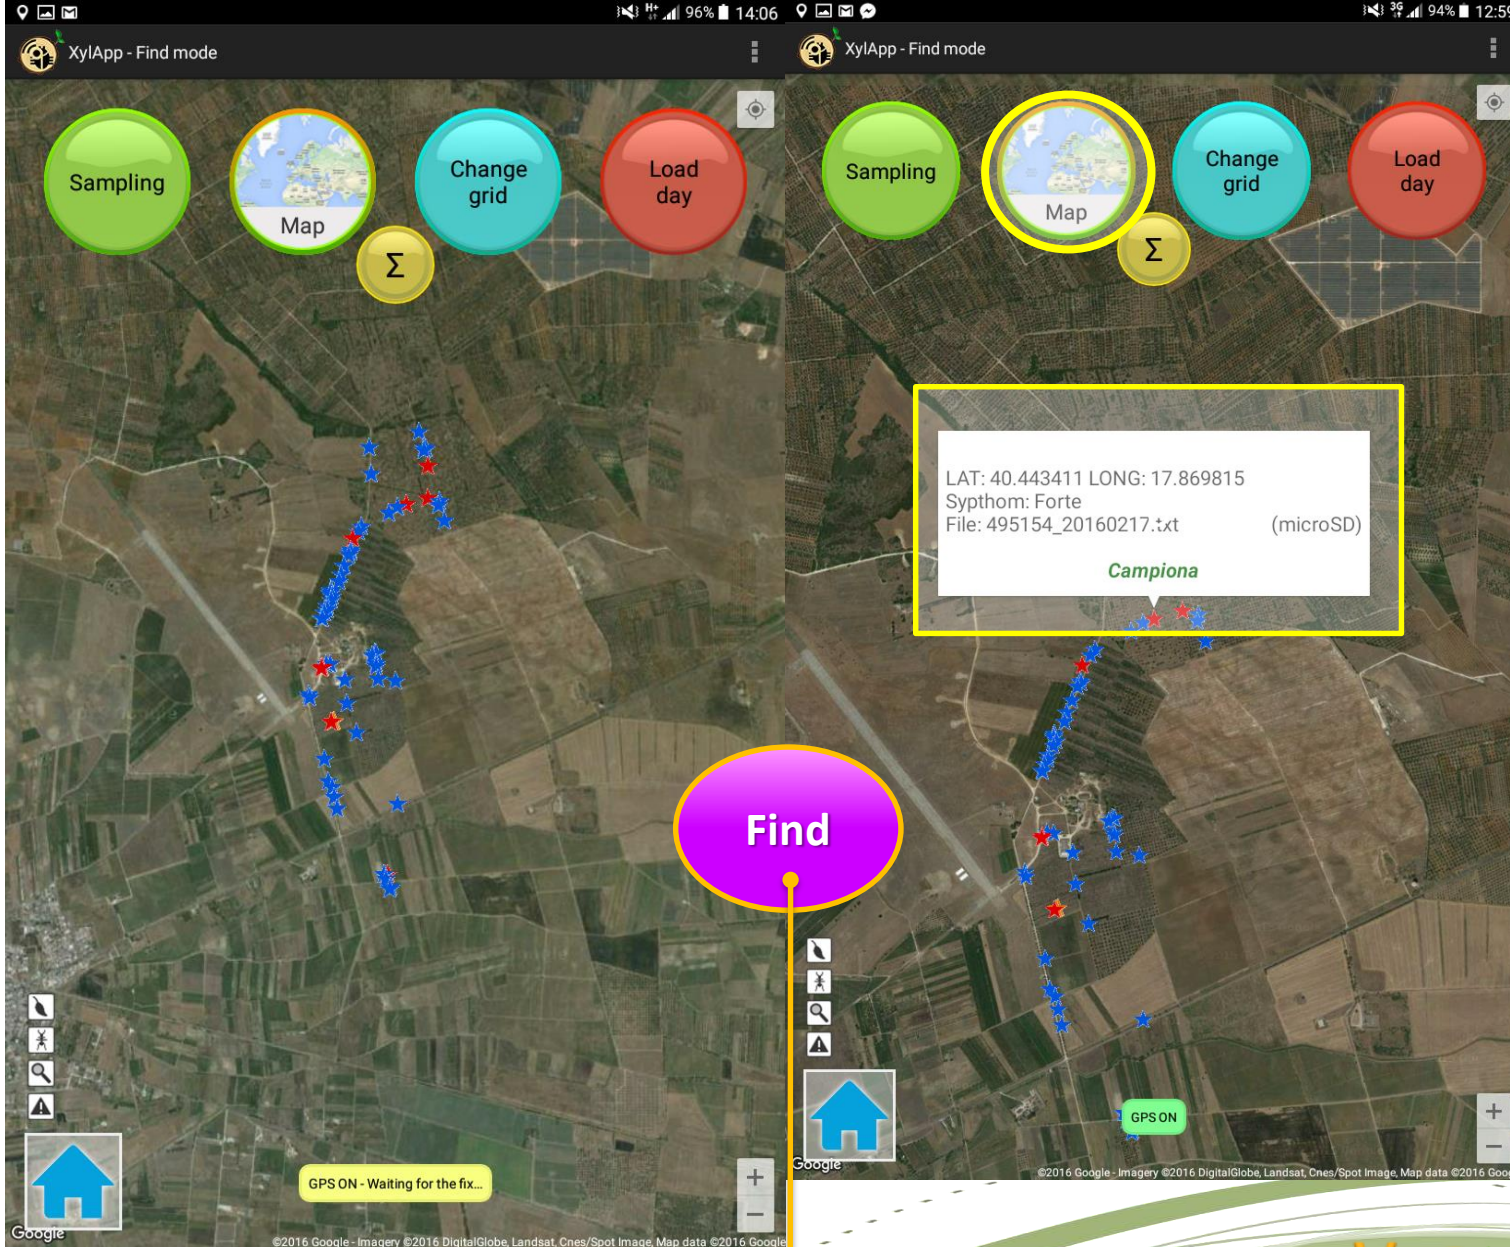 H+ 96% 14:06
XylApp - Find mode
Sampling
Map
Change
grid
Load
day
Σ
GPS ON - Waiting for the fix...
Google
©2016 Google - Imagery ©2016 DigitalGlobe, Landsat, Cnes/Spot Image, Map data ©2016 Google
3G 94% 12:59
XylApp - Find mode
Sampling
Map
Change
grid
Load
day
Σ
LAT: 40.443411 LONG: 17.869815
Sypthom: Forte
File: 495154_20160217.txt (microSD)
Campiona
Find
GPS ON
Google
©2016 Google - Imagery ©2016 DigitalGlobe, Landsat, Cnes/Spot Image, Map data ©2016 Goo